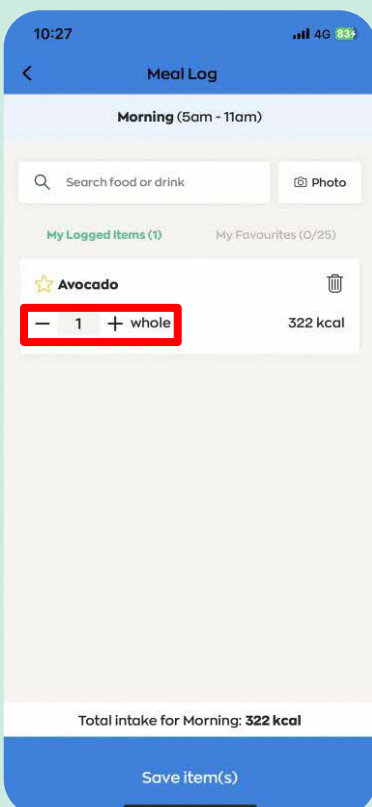 10:27 4G 83
Meal Log
Morning (5am - 11am)
Search food or drink Photo
My Logged Items (1) My Favourites (0/25)
Avocado
− 1 + whole 322 kcal
Total intake for Morning: 322 kcal
Save item(s)